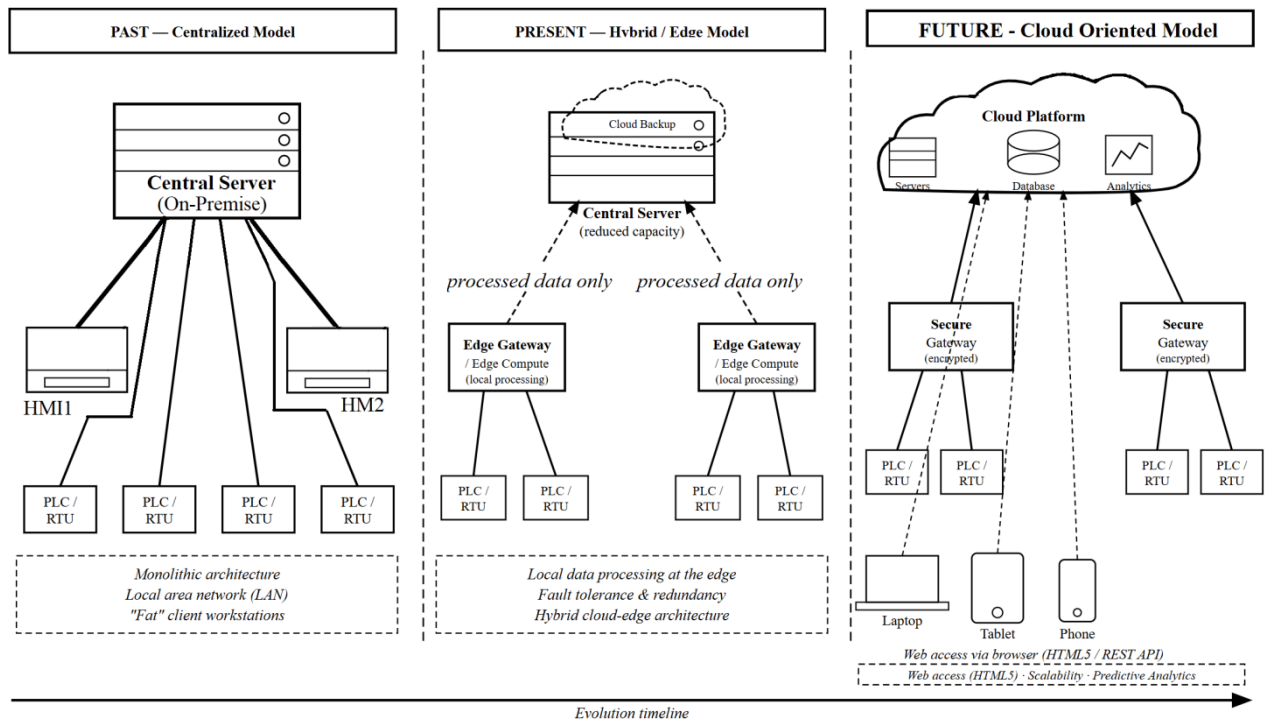 PAST — Centralized Model
Central Server
(On-Premise)
HMI1
HM2
PLC /
RTU
PLC /
RTU
PLC /
RTU
PLC /
RTU
Monolithic architecture
Local area network (LAN)
"Fat" client workstations
PRESENT — Hybrid / Edge Model
Cloud Backup
Central Server
(reduced capacity)
processed data only
processed data only
Edge Gateway
/ Edge Compute
(local processing)
Edge Gateway
/ Edge Compute
(local processing)
PLC /
RTU
PLC /
RTU
PLC /
RTU
PLC /
RTU
Local data processing at the edge
Fault tolerance & redundancy
Hybrid cloud-edge architecture
FUTURE - Cloud Oriented Model
Cloud Platform
Servers
Database
Analytics
Secure
Gateway
(encrypted)
Secure
Gateway
(encrypted)
PLC /
RTU
PLC /
RTU
PLC /
RTU
PLC /
RTU
Laptop
Tablet
Phone
Web access via browser (HTML5 / REST API)
Web access (HTML5) · Scalability · Predictive Analytics
Evolution timeline